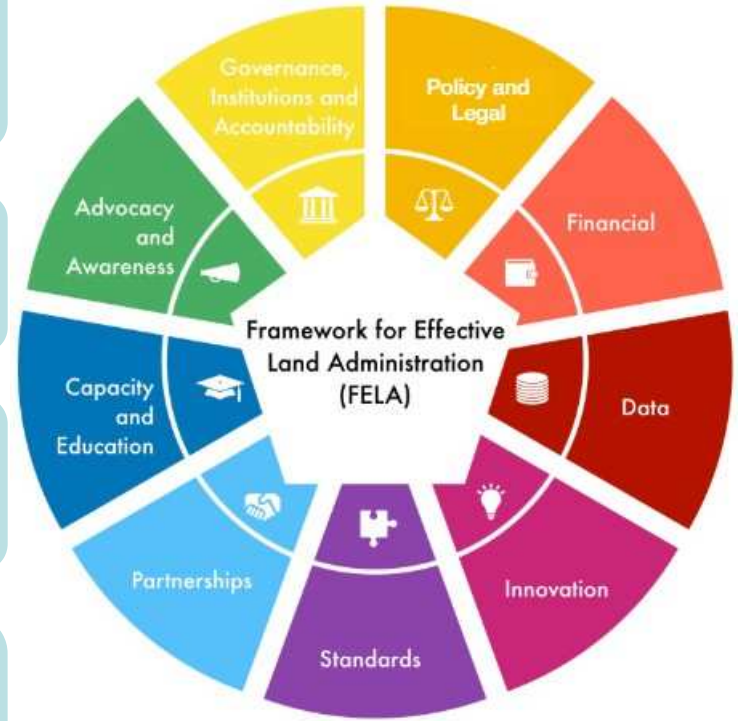 Governance,
Institutions and
Accountability
Policy and
Legal
Financial
Data
Innovation
Standards
Partnerships
Capacity
and
Education
Advocacy
and
Awareness
Framework for Effective
Land Administration
(FELA)